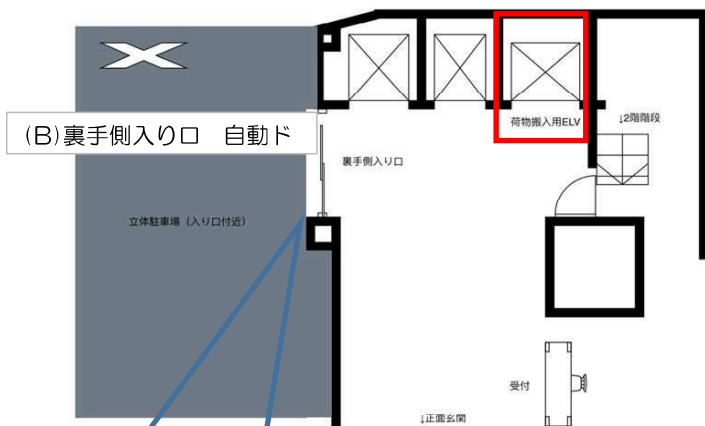 荷物搬入用ELV
↓2階階段
(B)裏手側入り口　自動ド
裏手側入り口
立体駐車場（入り口付近）
受付
↓正面玄関